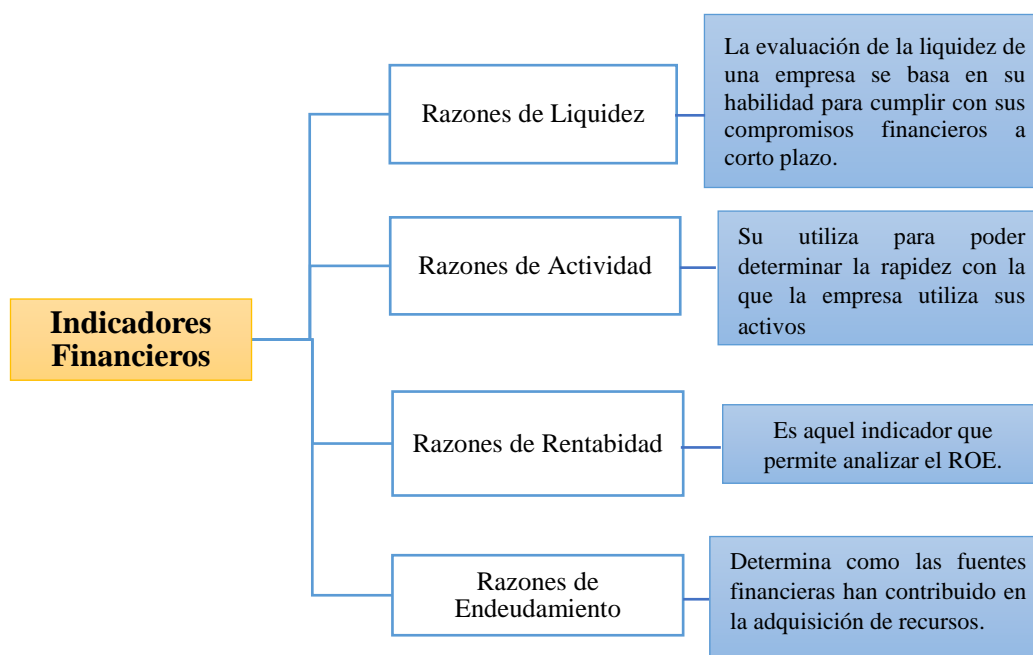 Indicadores
Financieros
Razones de Liquidez
La evaluación de la liquidez de
una empresa se basa en su
habilidad para cumplir con sus
compromisos financieros a
corto plazo.
Razones de Actividad
Su utiliza para poder
determinar la rapidez con la
que la empresa utiliza sus
activos
Razones de Rentabidad
Es aquel indicador que
permite analizar el ROE.
Razones de
Endeudamiento
Determina como las fuentes
financieras han contribuido en
la adquisición de recursos.